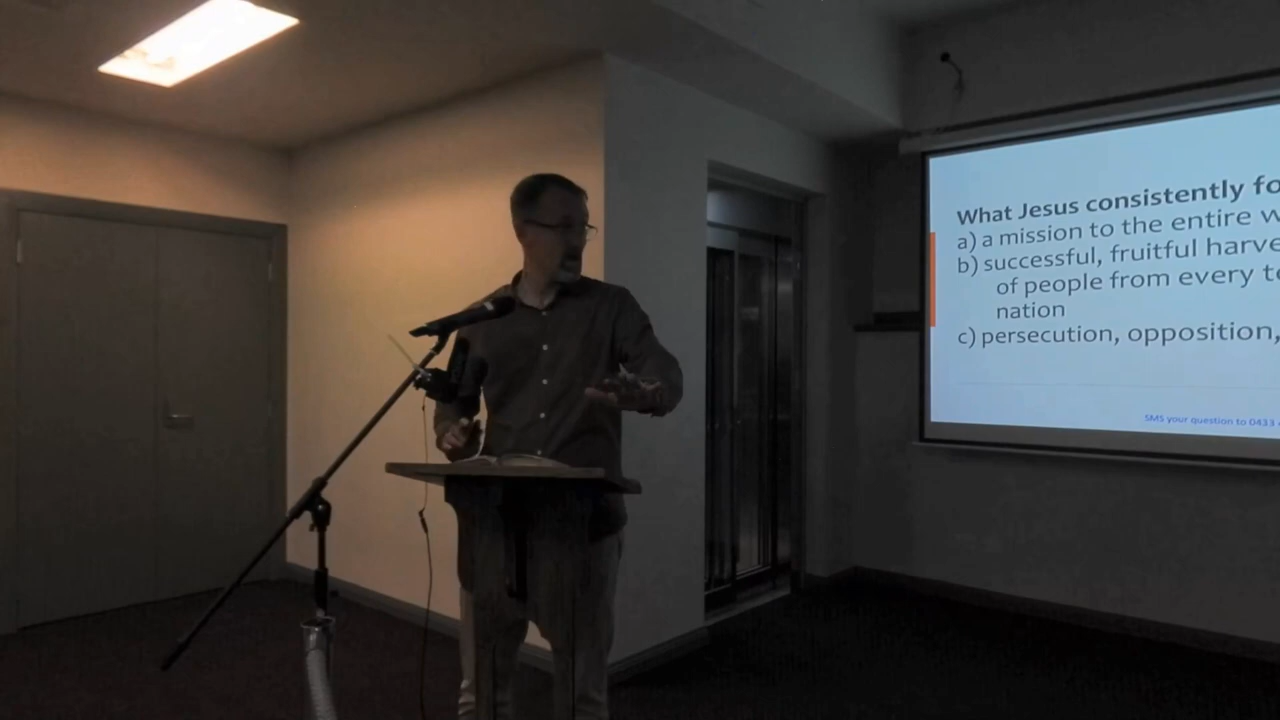 What Jesus consistently fo
a) a mission to the entire w
b) successful, fruitful harve
of people from every to
nation
c) persecution, opposition,
SMS your question to 0433